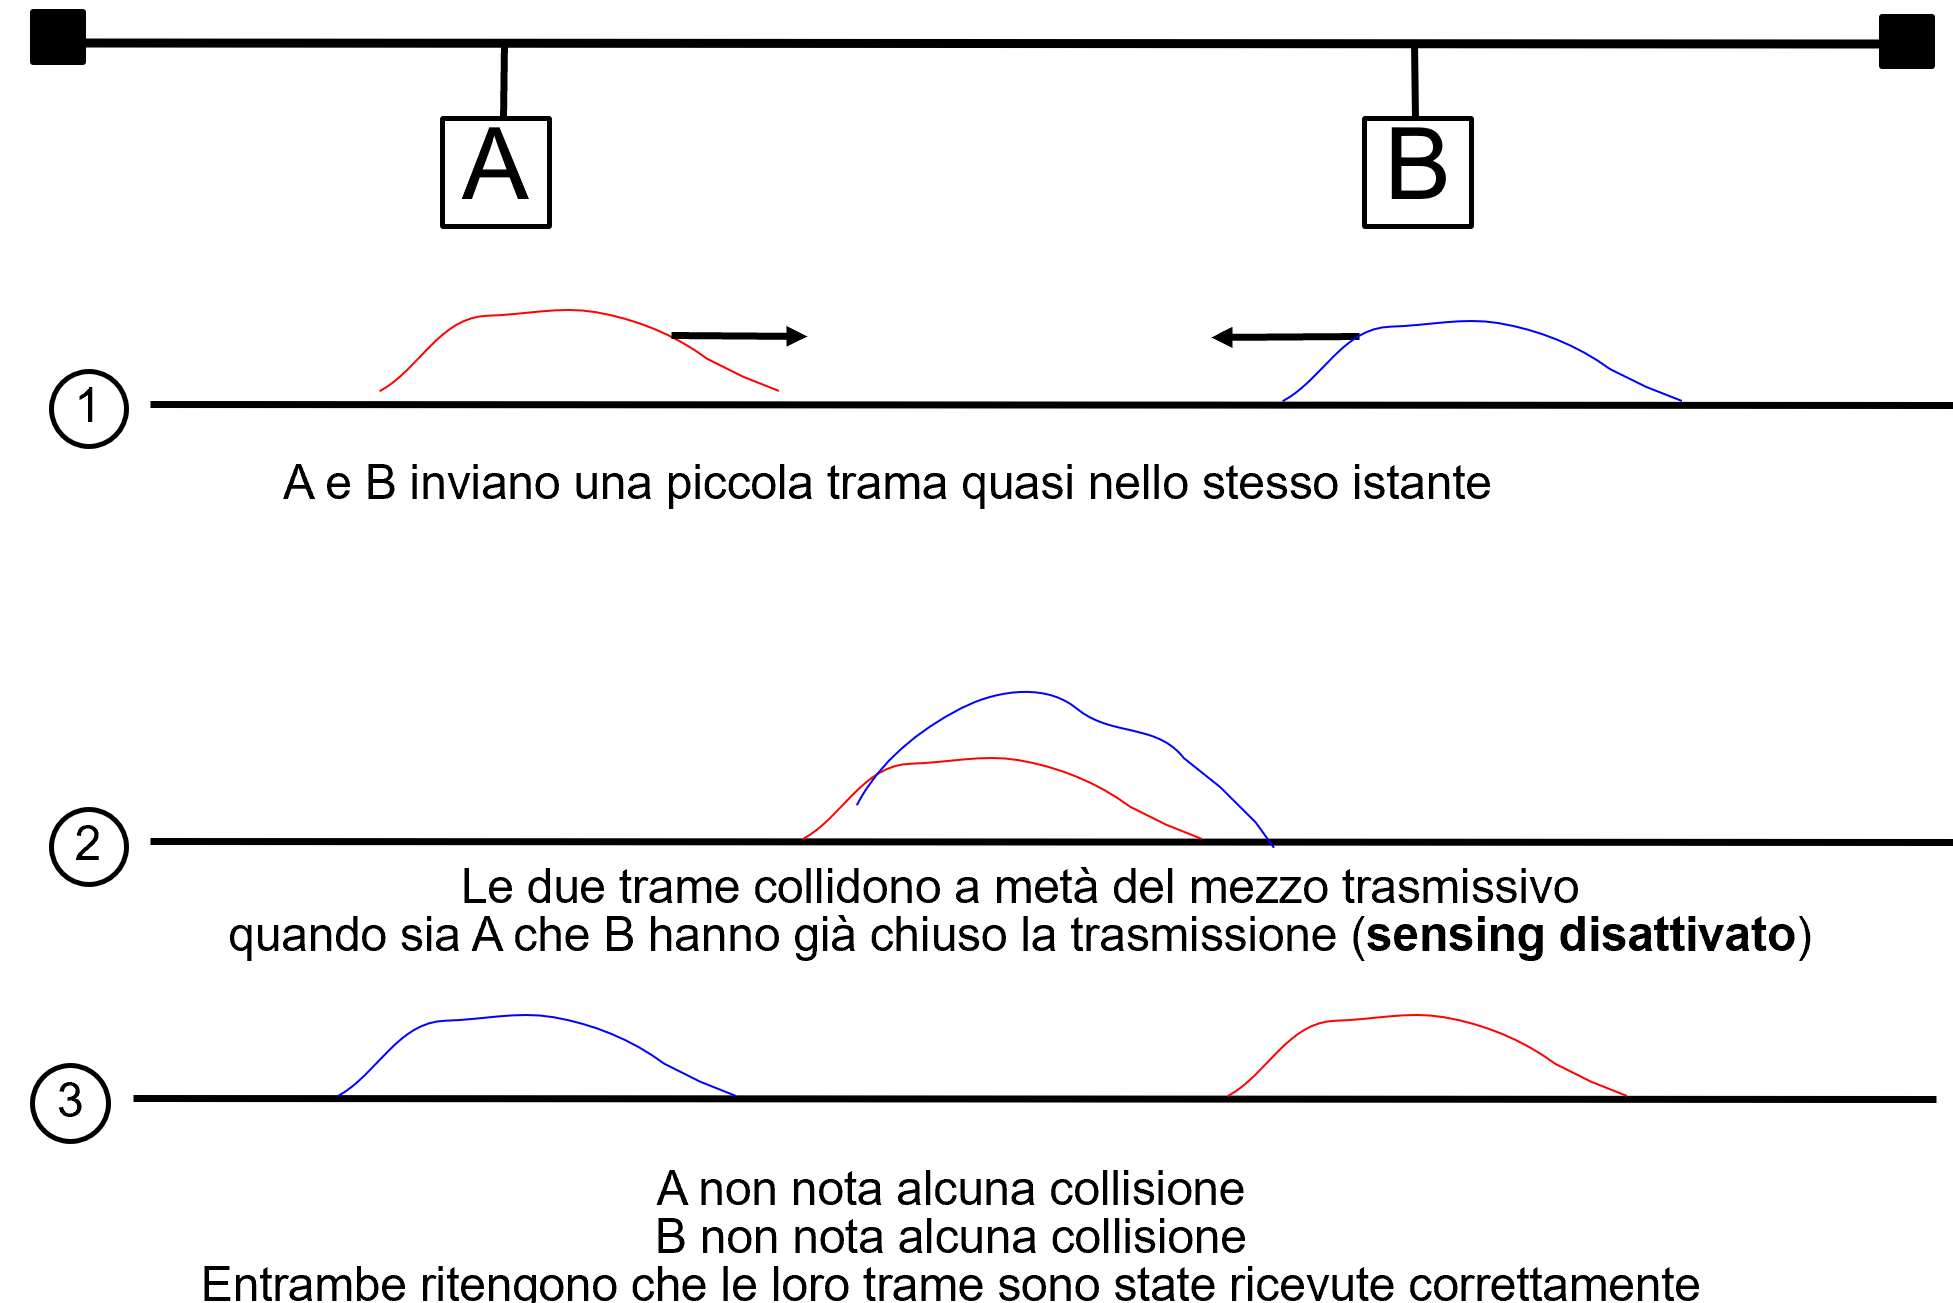 A
B
1
A e B inviano una piccola trama quasi nello stesso istante
2
Le due trame collidono a metà del mezzo trasmissivo
quando sia A che B hanno già chiuso la trasmissione (sensing disattivato)
3
A non nota alcuna collisione
B non nota alcuna collisione
Entrambe ritengono che le loro trame sono state ricevute correttamente